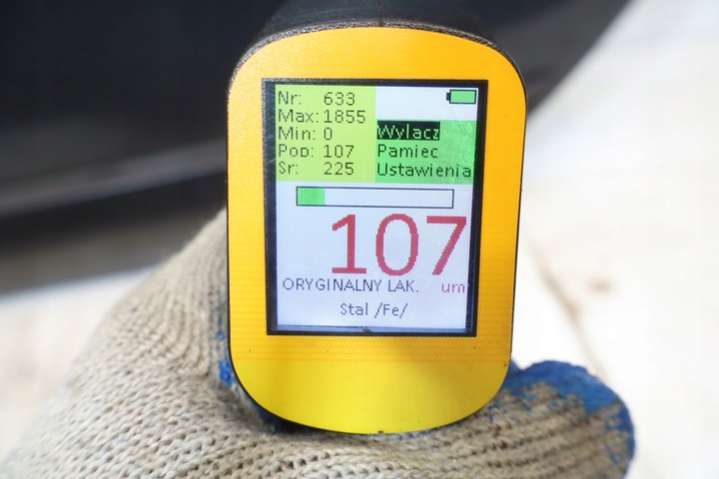 Nr: 633
Max: 1855
Min: 0
Pop: 107
Sr: 225
Wylacz
Pamiec
Ustawienia
107
ORYGINALNY LAK. um
Stal /Fe/